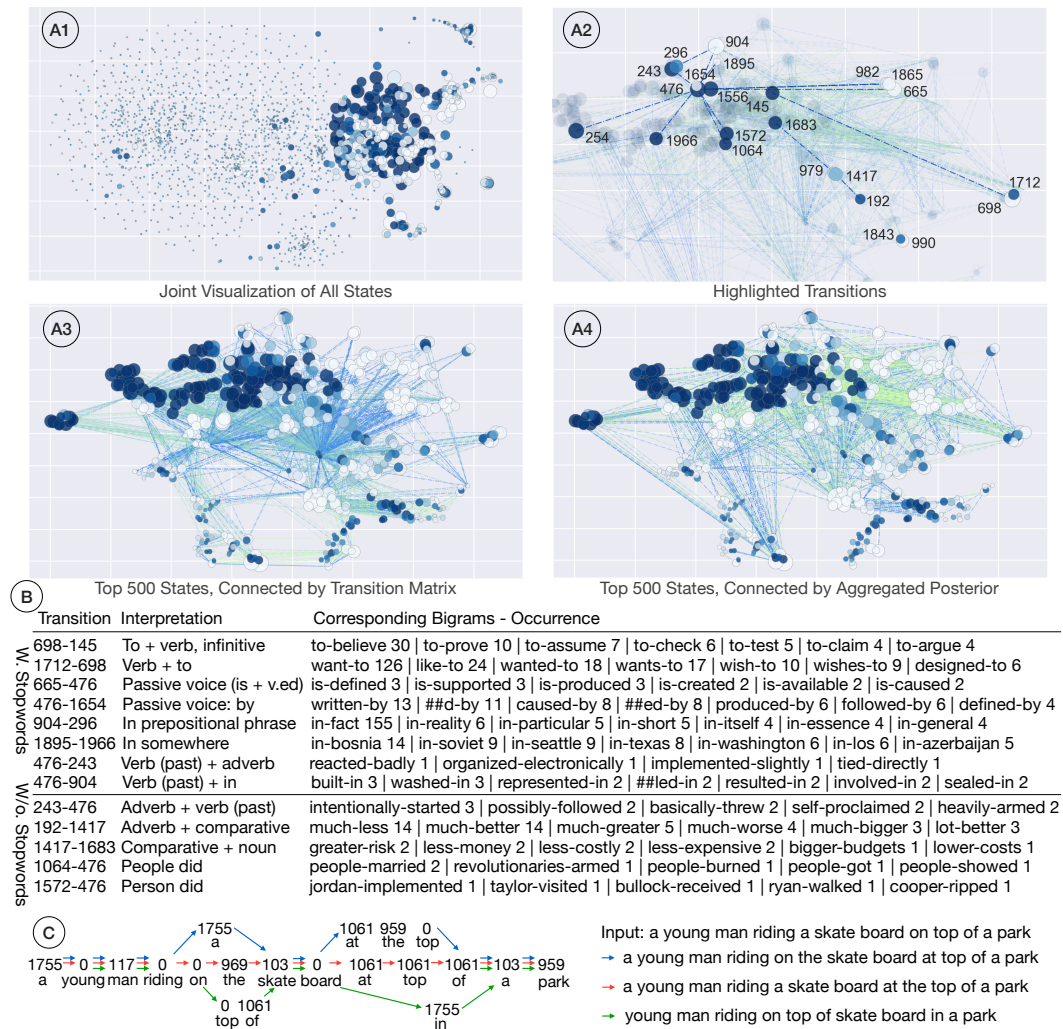 A1
Joint Visualization of All States
A2
904
296
1895
243
1654
982
1865
476
665
1556
145
254
1966
1572
1683
1064
979
1417
192
1712
698
1843
990
Highlighted Transitions
A3
Top 500 States, Connected by Transition Matrix
A4
Top 500 States, Connected by Aggregated Posterior
B
Transition Interpretation Corresponding Bigrams - Occurrence
W. Stopwords
698-145 To + verb, infinitive to-believe 30 | to-prove 10 | to-assume 7 | to-check 6 | to-test 5 | to-claim 4 | to-argue 4
1712-698 Verb + to want-to 126 | like-to 24 | wanted-to 18 | wants-to 17 | wish-to 10 | wishes-to 9 | designed-to 6
665-476 Passive voice (is + v.ed) is-defined 3 | is-supported 3 | is-produced 3 | is-created 2 | is-available 2 | is-caused 2
476-1654 Passive voice: by written-by 13 | ##d-by 11 | caused-by 8 | ##ed-by 8 | produced-by 6 | followed-by 6 | defined-by 4
904-296 In prepositional phrase in-fact 155 | in-reality 6 | in-particular 5 | in-short 5 | in-itself 4 | in-essence 4 | in-general 4
1895-1966 In somewhere in-bosnia 14 | in-soviet 9 | in-seattle 9 | in-texas 8 | in-washington 6 | in-los 6 | in-azerbaijan 5
476-243 Verb (past) + adverb reacted-badly 1 | organized-electronically 1 | implemented-slightly 1 | tied-directly 1
476-904 Verb (past) + in built-in 3 | washed-in 3 | represented-in 2 | ##led-in 2 | resulted-in 2 | involved-in 2 | sealed-in 2
W/o. Stopwords
243-476 Adverb + verb (past) intentionally-started 3 | possibly-followed 2 | basically-threw 2 | self-proclaimed 2 | heavily-armed 2
192-1417 Adverb + comparative much-less 14 | much-better 14 | much-greater 5 | much-worse 4 | much-bigger 3 | lot-better 3
1417-1683 Comparative + noun greater-risk 2 | less-money 2 | less-costly 2 | less-expensive 2 | bigger-budgets 1 | lower-costs 1
1064-476 People did people-married 2 | revolutionaries-armed 1 | people-burned 1 | people-got 1 | people-showed 1
1572-476 Person did jordan-implemented 1 | taylor-visited 1 | bullock-received 1 | ryan-walked 1 | cooper-ripped 1
C
1755 1061 959 0
a at the top
1755 0 117 0 0 969 103 0 1061 1061 1061 103 959
a young man riding on the skate board at top of a park
0 1061 1755
top of in
Input: a young man riding a skate board on top of a park
a young man riding on the skate board at top of a park
a young man riding a skate board at the top of a park
young man riding on top of skate board in a park